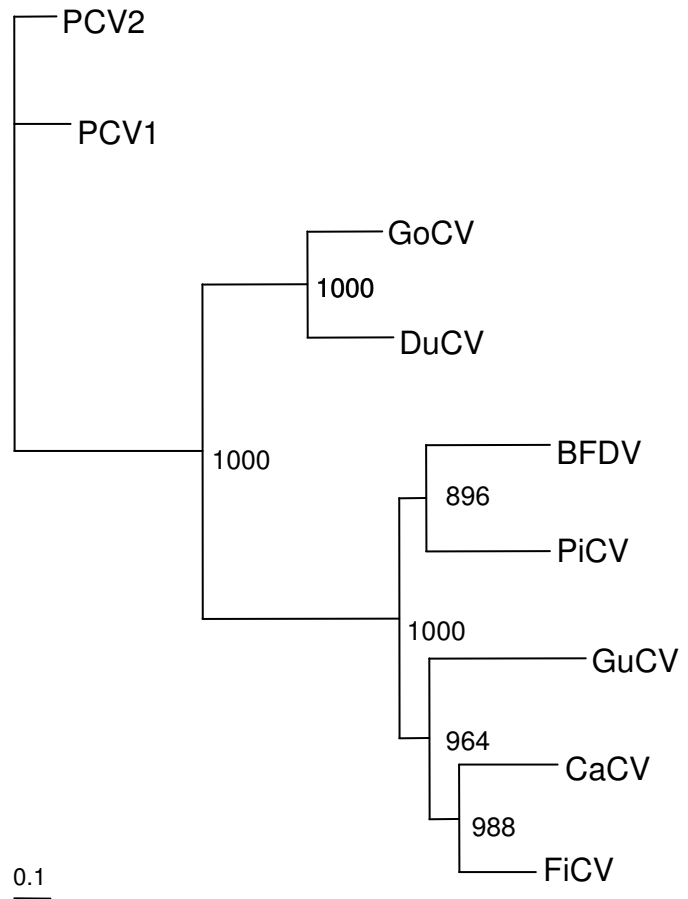 PCV2
PCV1
GoCV
1000
DuCV
BFDV
1000
896
PiCV
1000
GuCV
964
CaCV
988
FiCV
0.1